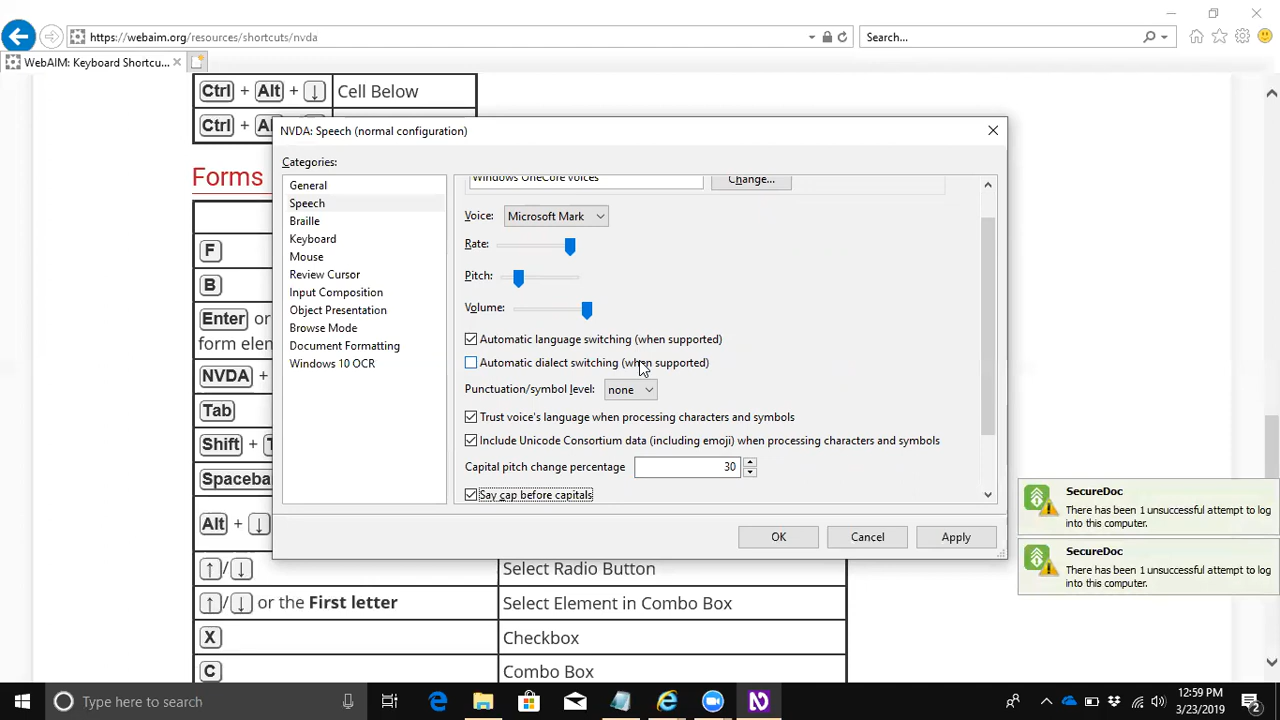 https://webaim.org/resources/shortcuts/nvda
Search...
WebAIM: Keyboard Shortcu...
Ctrl + Alt + ↓ Cell Below
Ctrl +
Forms
F
B
Enter or
form elem
NVDA +
Tab
Shift +
Spaceba
Alt + ↓
↑/↓ Select Radio Button
↑/↓ or the First letter Select Element in Combo Box
X Checkbox
C Combo Box
NVDA: Speech (normal configuration)
Categories:
General
Speech
Braille
Keyboard
Mouse
Review Cursor
Input Composition
Object Presentation
Browse Mode
Document Formatting
Windows 10 OCR
Windows OneCore voices Change...
Voice: Microsoft Mark
Rate:
Pitch:
Volume:
Automatic language switching (when supported)
Automatic dialect switching (when supported)
Punctuation/symbol level: none
Trust voice's language when processing characters and symbols
Include Unicode Consortium data (including emoji) when processing characters and symbols
Capital pitch change percentage 30
Say cap before capitals
OK Cancel Apply
SecureDoc
There has been 1 unsuccessful attempt to log
into this computer.
SecureDoc
There has been 1 unsuccessful attempt to log
into this computer.
Type here to search
12:59 PM
3/23/2019
2